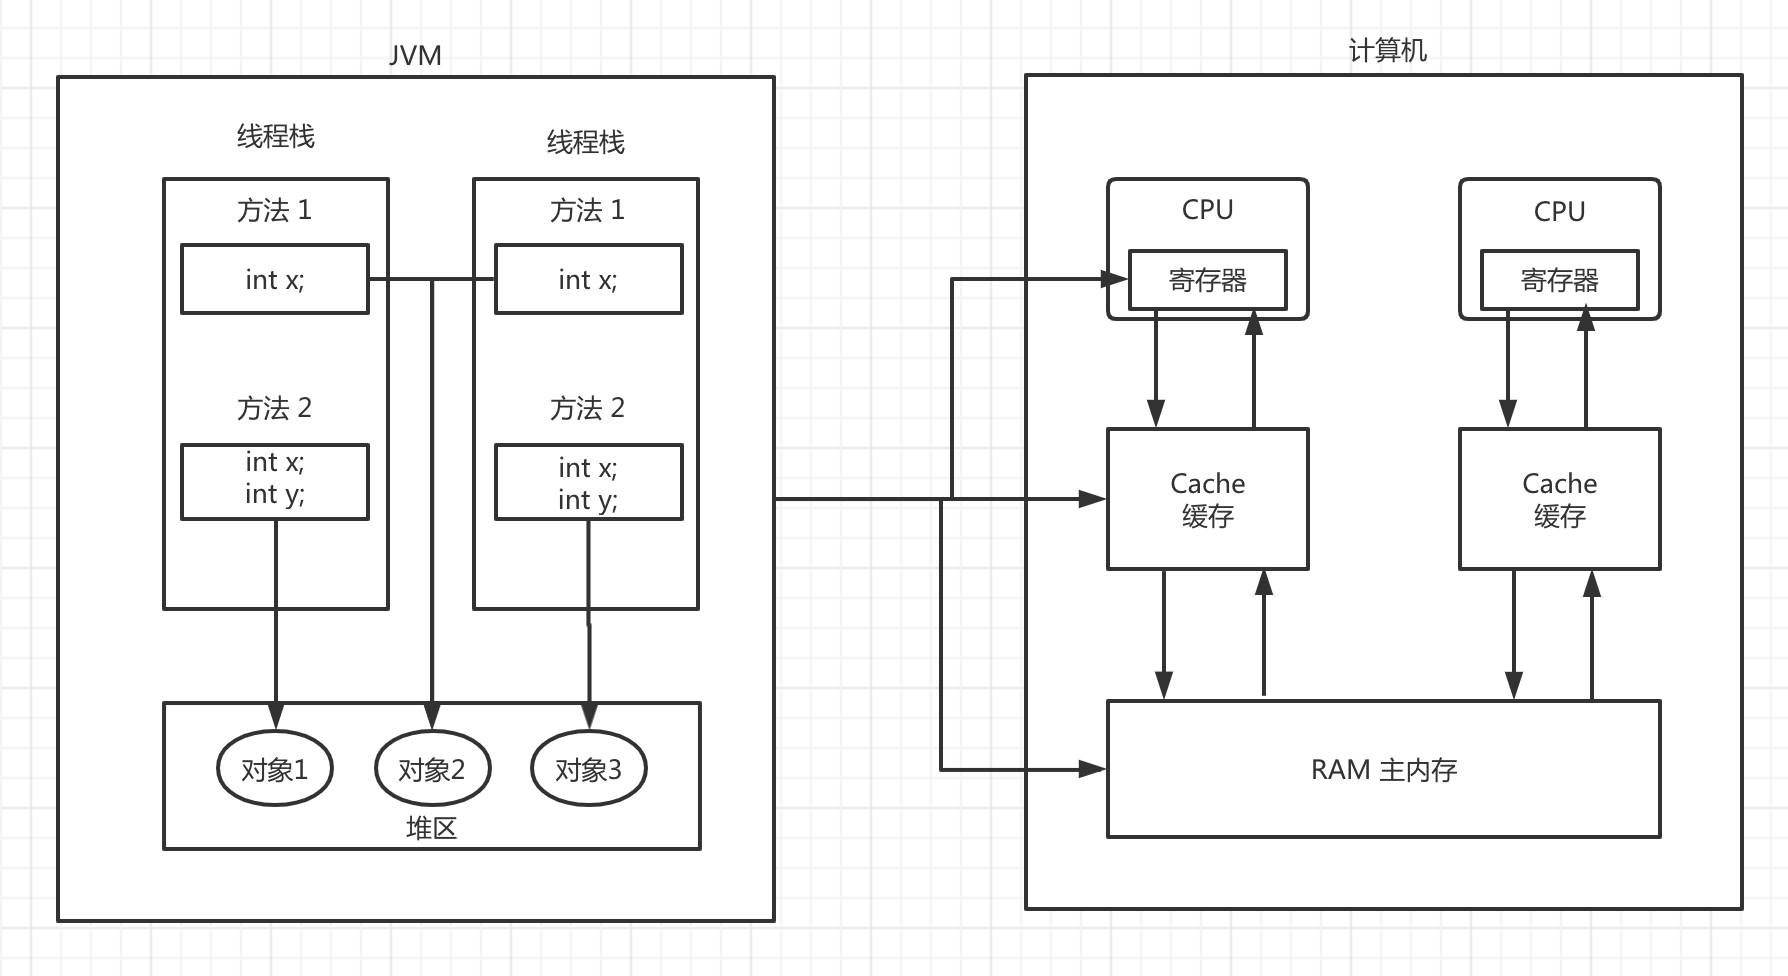 JVM
线程栈
线程栈
方法 1
int x;
方法 2
int x;
int y;
方法 1
int x;
方法 2
int x;
int y;
对象1
对象2
对象3
堆区
计算机
CPU
寄存器
CPU
寄存器
Cache
缓存
Cache
缓存
RAM 主内存